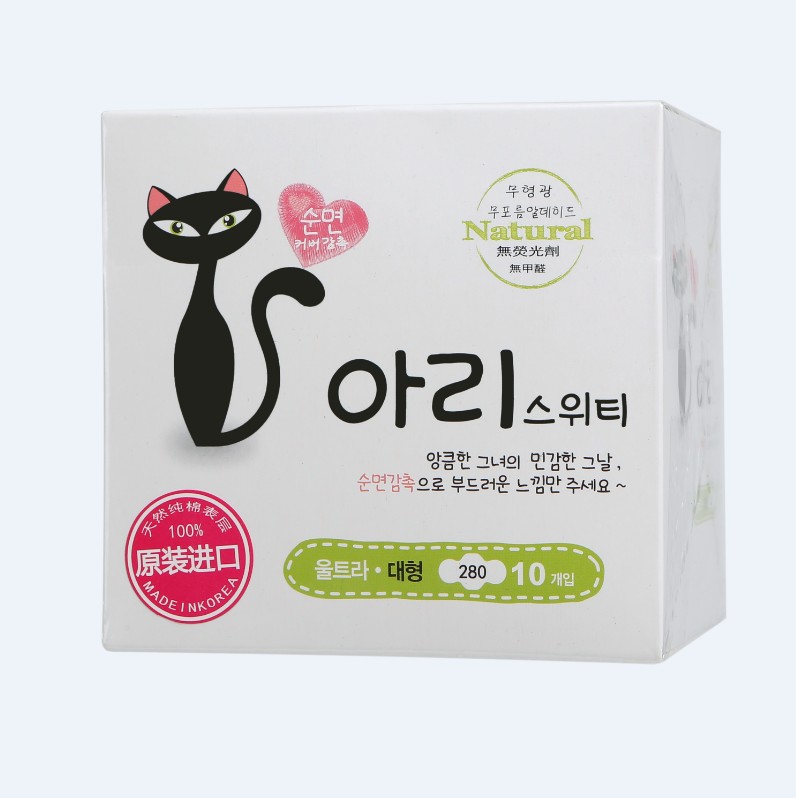 순면
커버감촉
무형광
무포름알데히드
Natural
無熒光劑
無甲醛
아리 스위티
앙큼한 그녀의 민감한 그날,
순면감촉으로 부드러운 느낌만 주세요~
天然纯棉表层
100%
原装进口
MADE IN KOREA
울트라·대형 280 10개입